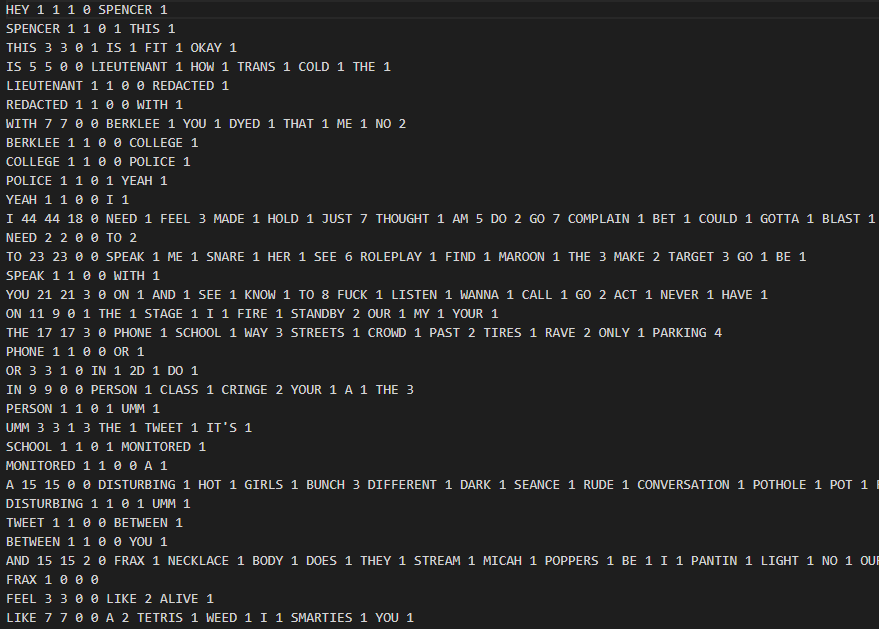 HEY 1 1 1 0 SPENCER 1
SPENCER 1 1 0 1 THIS 1
THIS 3 3 0 1 IS 1 FIT 1 OKAY 1
IS 5 5 0 0 LIEUTENANT 1 HOW 1 TRANS 1 COLD 1 THE 1
LIEUTENANT 1 1 0 0 REDACTED 1
REDACTED 1 1 0 0 WITH 1
WITH 7 7 0 0 BERKLEE 1 YOU 1 DYED 1 THAT 1 ME 1 NO 2
BERKLEE 1 1 0 0 COLLEGE 1
COLLEGE 1 1 0 0 POLICE 1
POLICE 1 1 0 1 YEAH 1
YEAH 1 1 0 0 I 1
I 44 44 18 0 NEED 1 FEEL 3 MADE 1 HOLD 1 JUST 7 THOUGHT 1 AM 5 DO 2 GO 7 COMPLAIN 1 BET 1 COULD 1 GOTTA 1 BLAST 1
NEED 2 2 0 0 TO 2
TO 23 23 0 0 SPEAK 1 ME 1 SNARE 1 HER 1 SEE 6 ROLEPLAY 1 FIND 1 MAROON 1 THE 3 MAKE 2 TARGET 3 GO 1 BE 1
SPEAK 1 1 0 0 WITH 1
YOU 21 21 3 0 ON 1 AND 1 SEE 1 KNOW 1 TO 8 FUCK 1 LISTEN 1 WANNA 1 CALL 1 GO 2 ACT 1 NEVER 1 HAVE 1
ON 11 9 0 1 THE 1 STAGE 1 I 1 FIRE 1 STANDBY 2 OUR 1 MY 1 YOUR 1
THE 17 17 3 0 PHONE 1 SCHOOL 1 WAY 3 STREETS 1 CROWD 1 PAST 2 TIRES 1 RAVE 2 ONLY 1 PARKING 4
PHONE 1 1 0 0 OR 1
OR 3 3 1 0 IN 1 2D 1 DO 1
IN 9 9 0 0 PERSON 1 CLASS 1 CRINGE 2 YOUR 1 A 1 THE 3
PERSON 1 1 0 1 UMM 1
UMM 3 3 1 3 THE 1 TWEET 1 IT'S 1
SCHOOL 1 1 0 1 MONITORED 1
MONITORED 1 1 0 0 A 1
A 15 15 0 0 DISTURBING 1 HOT 1 GIRLS 1 BUNCH 3 DIFFERENT 1 DARK 1 SEANCE 1 RUDE 1 CONVERSATION 1 POTHOLE 1 POT 1
DISTURBING 1 1 0 1 UMM 1
TWEET 1 1 0 0 BETWEEN 1
BETWEEN 1 1 0 0 YOU 1
AND 15 15 2 0 FRAX 1 NECKLACE 1 BODY 1 DOES 1 THEY 1 STREAM 1 MICAH 1 POPPERS 1 BE 1 I 1 PANTIN 1 LIGHT 1 NO 1
FRAX 1 0 0 0
FEEL 3 3 0 0 LIKE 2 ALIVE 1
LIKE 7 7 0 0 A 2 TETRIS 1 WEED 1 I 1 SMARTIES 1 YOU 1